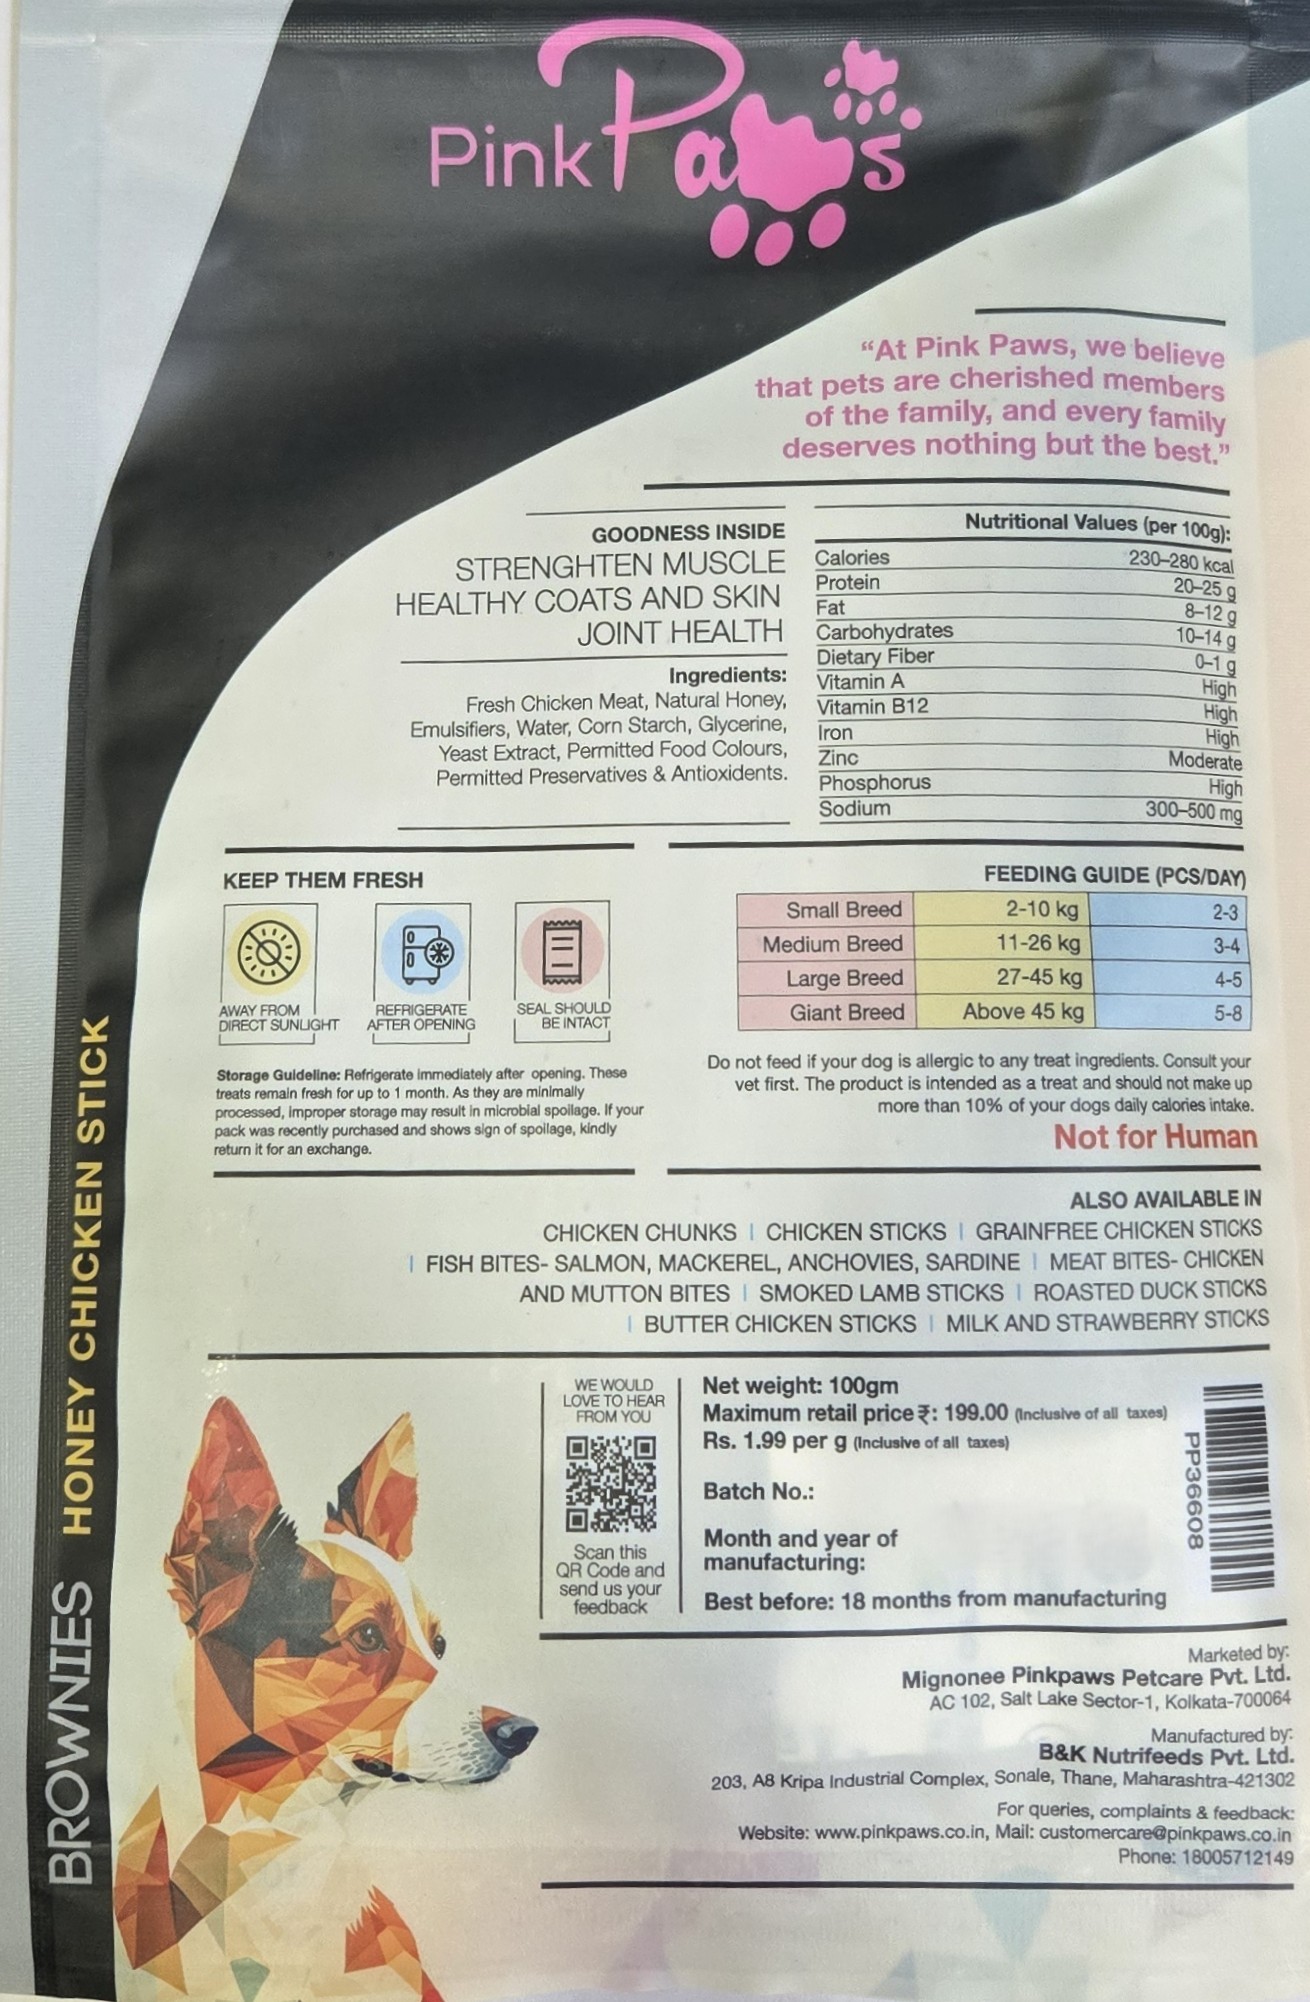 Pink Paws
“At Pink Paws, we believe
that pets are cherished members
of the family, and every family
deserves nothing but the best.”
GOODNESS INSIDE
STRENGHTEN MUSCLE
HEALTHY COATS AND SKIN
JOINT HEALTH
Ingredients:
Fresh Chicken Meat, Natural Honey,
Emulsifiers, Water, Corn Starch, Glycerine,
Yeast Extract, Permitted Food Colours,
Permitted Preservatives & Antioxidents.
Nutritional Values (per 100g):
Calories 230–280 kcal
Protein 20–25 g
Fat 8–12 g
Carbohydrates 10–14 g
Dietary Fiber 0–1 g
Vitamin A High
Vitamin B12 High
Iron High
Zinc Moderate
Phosphorus High
Sodium 300–500 mg
KEEP THEM FRESH
AWAY FROM
DIRECT SUNLIGHT
REFRIGERATE
AFTER OPENING
SEAL SHOULD
BE INTACT
Storage Guideline: Refrigerate immediately after opening. These
treats remain fresh for up to 1 month. As they are minimally
processed, improper storage may result in microbial spoilage. If your
pack was recently purchased and shows sign of spoilage, kindly
return it for an exchange.
FEEDING GUIDE (PCS/DAY)
Small Breed 2-10 kg 2-3
Medium Breed 11-26 kg 3-4
Large Breed 27-45 kg 4-5
Giant Breed Above 45 kg 5-8
Do not feed if your dog is allergic to any treat ingredients. Consult your
vet first. The product is intended as a treat and should not make up
more than 10% of your dogs daily calories intake.
Not for Human
ALSO AVAILABLE IN
CHICKEN CHUNKS | CHICKEN STICKS | GRAINFREE CHICKEN STICKS
| FISH BITES- SALMON, MACKEREL, ANCHOVIES, SARDINE | MEAT BITES- CHICKEN
AND MUTTON BITES | SMOKED LAMB STICKS | ROASTED DUCK STICKS
| BUTTER CHICKEN STICKS | MILK AND STRAWBERRY STICKS
WE WOULD
LOVE TO HEAR
FROM YOU
Scan this
QR Code and
send us your
feedback
Net weight: 100gm
Maximum retail price ₹: 199.00 (Inclusive of all taxes)
Rs. 1.99 per g (Inclusive of all taxes)
Batch No.:
Month and year of
manufacturing:
Best before: 18 months from manufacturing
PP36608
Marketed by:
Mignonee Pinkpaws Petcare Pvt. Ltd.
AC 102, Salt Lake Sector-1, Kolkata-700064
Manufactured by:
B&K Nutrifeeds Pvt. Ltd.
203, A8 Kripa Industrial Complex, Sonale, Thane, Maharashtra-421302
For queries, complaints & feedback:
Website: www.pinkpaws.co.in, Mail: customercare@pinkpaws.co.in
Phone: 18005712149
BROWNIES HONEY CHICKEN STICK